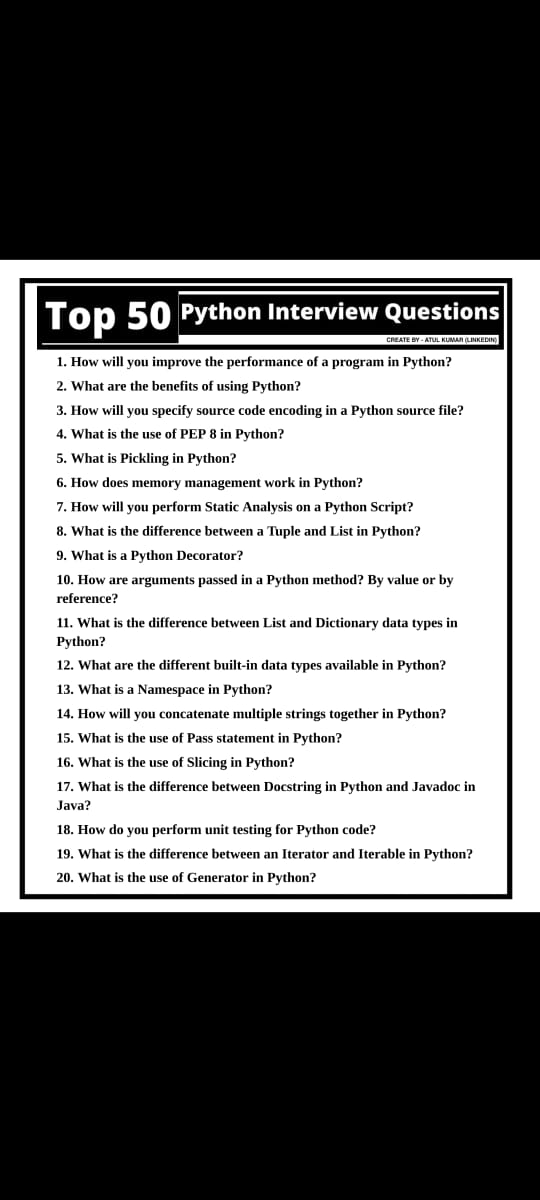 Top 50 Python Interview Questions
CREATE BY - ATUL KUMAR (LINKEDIN)
1. How will you improve the performance of a program in Python?
2. What are the benefits of using Python?
3. How will you specify source code encoding in a Python source file?
4. What is the use of PEP 8 in Python?
5. What is Pickling in Python?
6. How does memory management work in Python?
7. How will you perform Static Analysis on a Python Script?
8. What is the difference between a Tuple and List in Python?
9. What is a Python Decorator?
10. How are arguments passed in a Python method? By value or by
reference?
11. What is the difference between List and Dictionary data types in
Python?
12. What are the different built-in data types available in Python?
13. What is a Namespace in Python?
14. How will you concatenate multiple strings together in Python?
15. What is the use of Pass statement in Python?
16. What is the use of Slicing in Python?
17. What is the difference between Docstring in Python and Javadoc in
Java?
18. How do you perform unit testing for Python code?
19. What is the difference between an Iterator and Iterable in Python?
20. What is the use of Generator in Python?